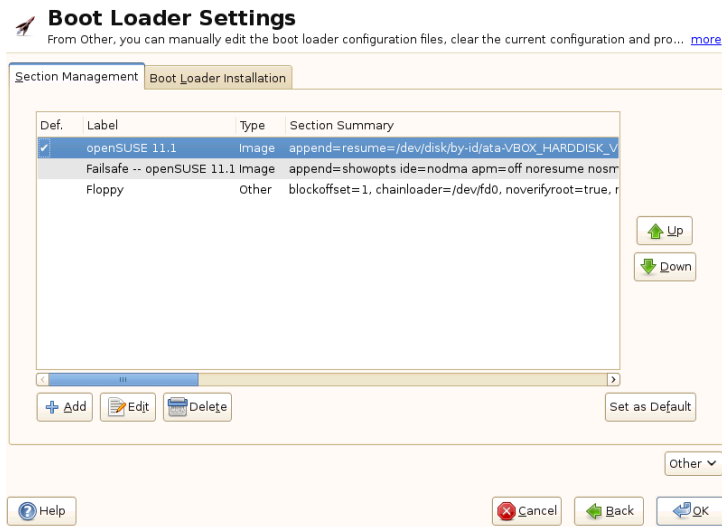 Boot Loader Settings
From Other, you can manually edit the boot loader configuration files, clear the current configuration and pro... more
Section Management Boot Loader Installation
Def. Label Type Section Summary
openSUSE 11.1 Image append=resume=/dev/disk/by-id/ata-VBOX_HARDDISK_V
Failsafe -- openSUSE 11.1 Image append=showopts ide=nodma apm=off noresume nosm
Floppy Other blockoffset=1, chainloader=/dev/fd0, noverifyroot=true, r
Up
Down
Add Edit Delete Set as Default
Other
Help Cancel Back OK